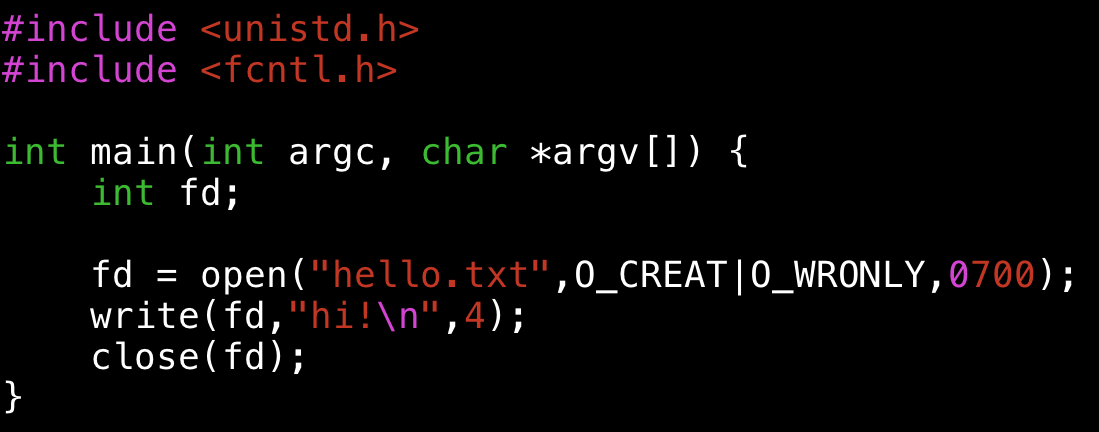 #include <unistd.h>
#include <fcntl.h>

int main(int argc, char *argv[]) {
    int fd;

    fd = open("hello.txt",O_CREAT|O_WRONLY,0700);
    write(fd,"hi!\n",4);
    close(fd);
}